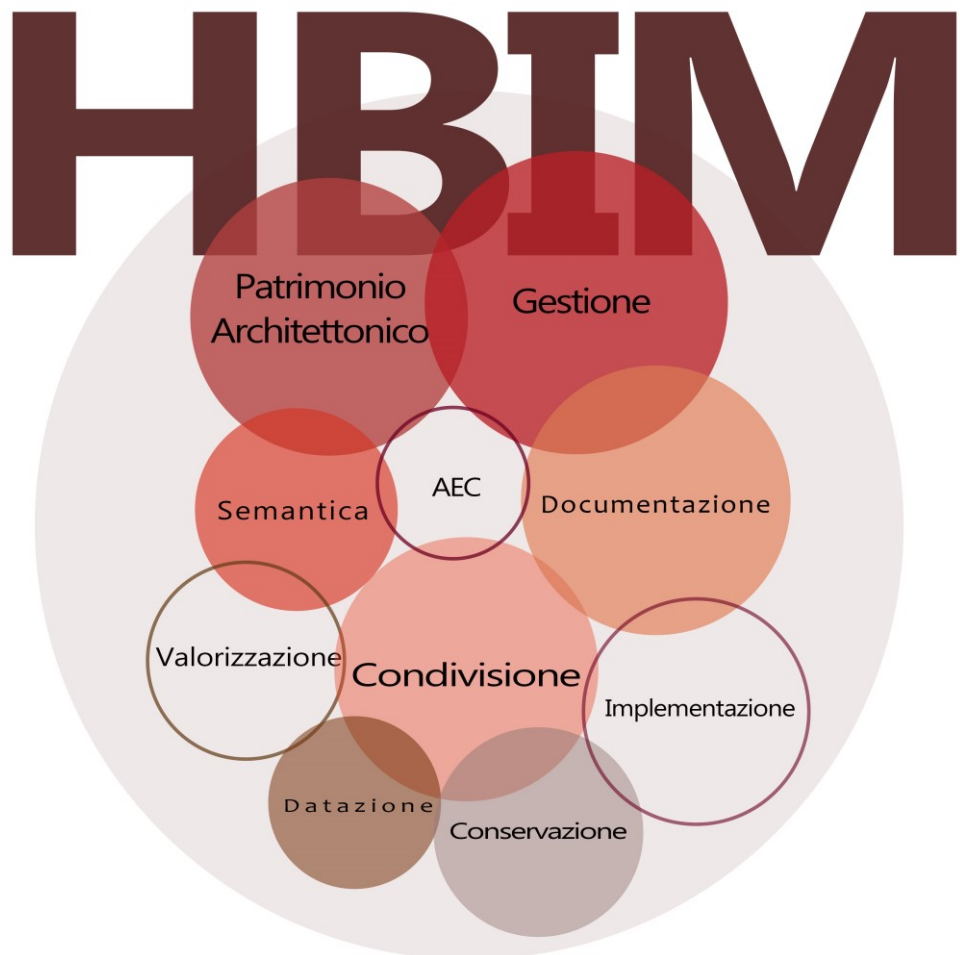 HBIM
Patrimonio
Architettonico
Gestione
AEC
Semantica
Documentazione
Valorizzazione
Condivisione
Implementazione
Datazione
Conservazione